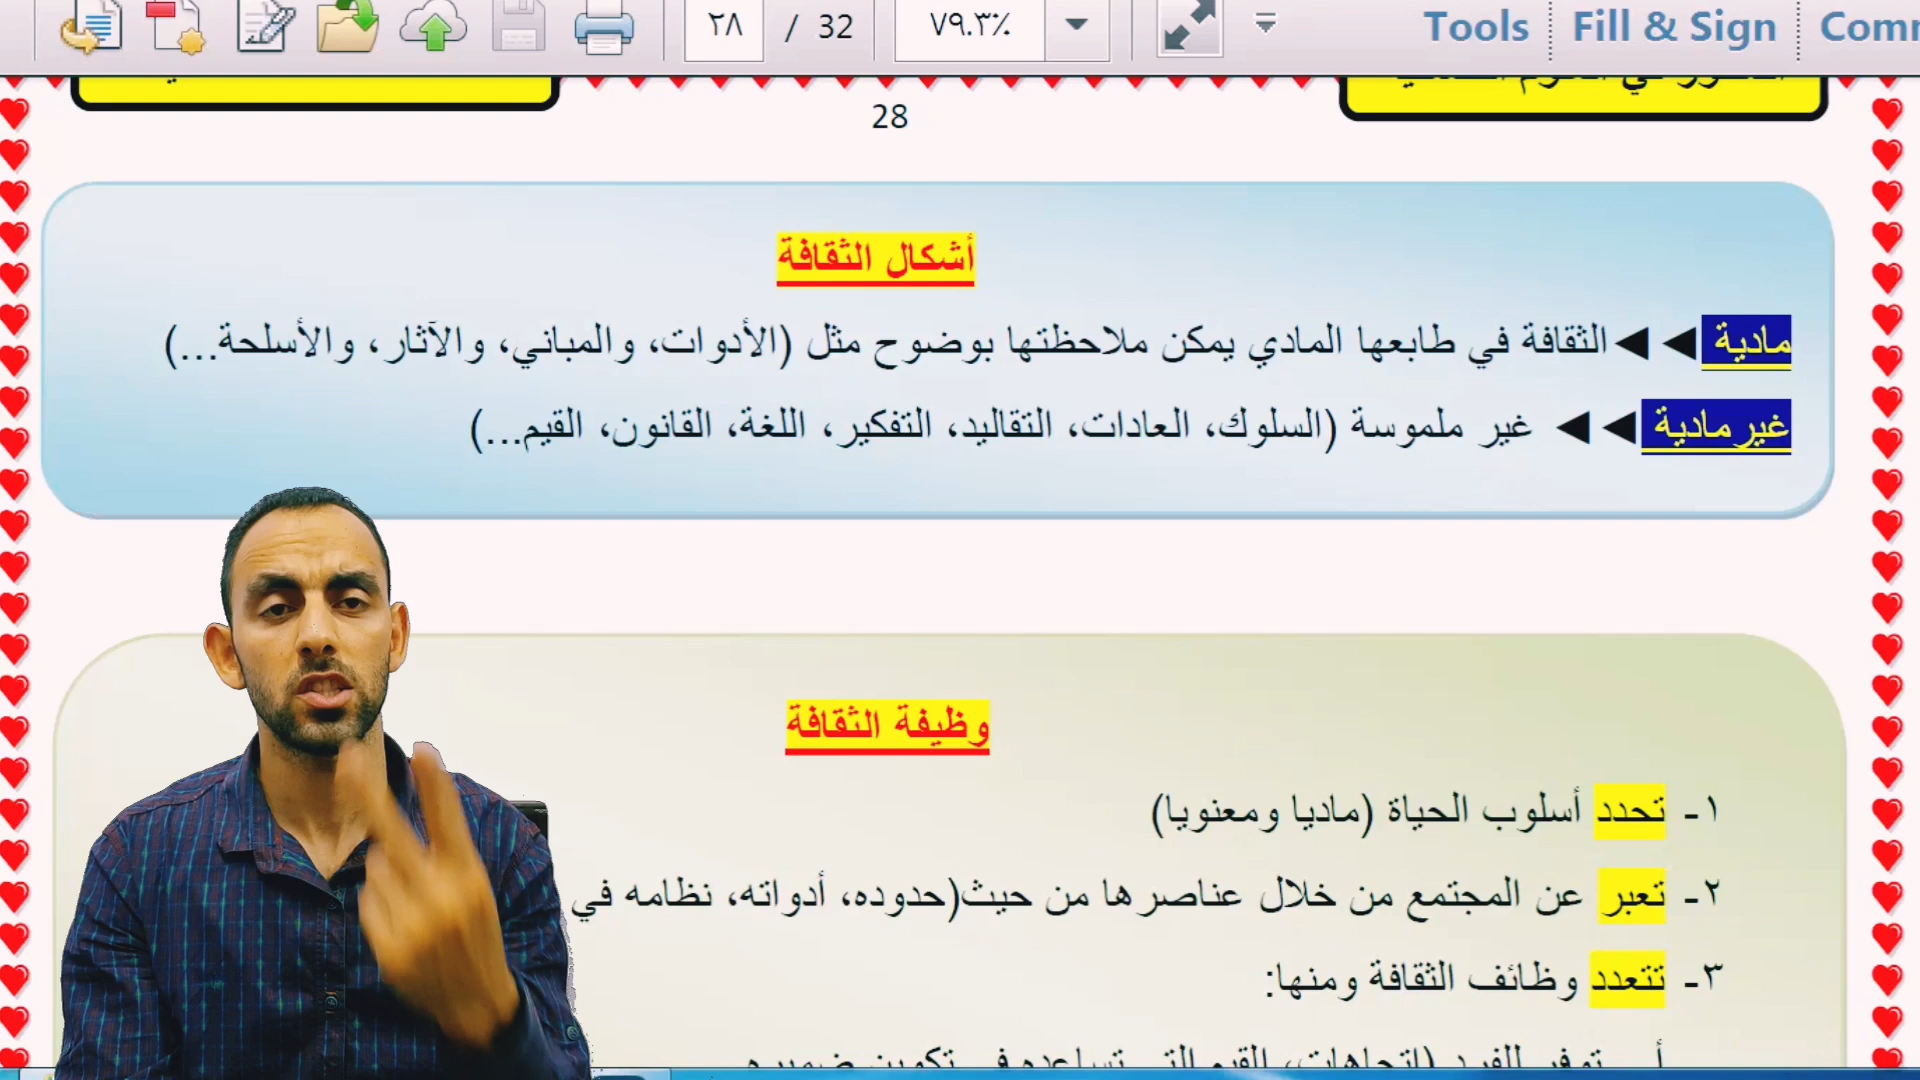 ٢٨ / 32 ٧٩.٣٪ Tools Fill & Sign
28
أشكال الثقافة
مادية ◄◄ الثقافة في طابعها المادي يمكن ملاحظتها بوضوح مثل (الأدوات، والمباني، والآثار، والأسلحة...)
غير مادية ◄◄ غير ملموسة (السلوك، العادات، التقاليد، التفكير، اللغة، القانون، القيم...)
وظيفة الثقافة
١- تحدد أسلوب الحياة (ماديا ومعنويا)
٢- تعبر عن المجتمع من خلال عناصرها من حيث(حدوده، أدواته، نظامه في
٣- تتعدد وظائف الثقافة ومنها: